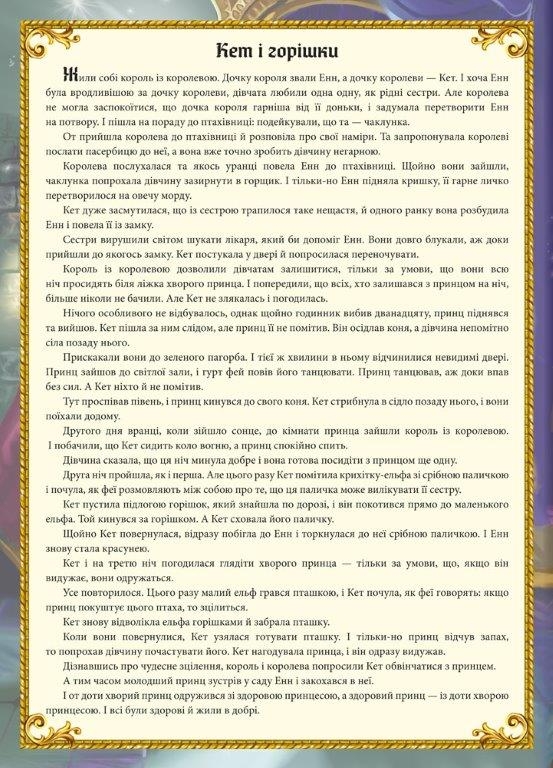 Кет і горішки
Жили собі король із королевою. Дочку короля звали Енн, а дочку королеви — Кет. І хоча Енн
була вродливішою за дочку королеви, дівчата любили одна одну, як рідні сестри. Але королева
не могла заспокоїтися, що дочка короля гарніша від її доньки, і задумала перетворити Енн
на потвору. І пішла на пораду до птахівниці: подейкували, що та — чаклунка.
От прийшла королева до птахівниці й розповіла про свої наміри. Та запропонувала королеві
послати пасербицю до неї, а вона вже точно зробить дівчину негарною.
Королева послухалася та якось уранці повела Енн до птахівниці. Щойно вони зайшли,
чаклунка попрохала дівчину зазирнути в горщик. І тільки-но Енн підняла кришку, її гарне личко
перетворилося на овечу морду.
Кет дуже засмутилася, що із сестрою трапилося таке нещастя, й одного ранку вона розбудила
Енн і повела її із замку.
Сестри вирушили світом шукати лікаря, який би допоміг Енн. Вони довго блукали, аж доки
прийшли до якогось замку. Кет постукала у двері й попросилася переночувати.
Король із королевою дозволили дівчатам залишитися, тільки за умови, що вони всю
ніч просидять біля ліжка хворого принца. І попередили, що всіх, хто залишався з принцом на ніч,
більше ніколи не бачили. Але Кет не злякалась і погодилась.
Нічого особливого не відбувалось, однак щойно годинник вибив дванадцяту, принц піднявся
та вийшов. Кет пішла за ним слідом, але принц її не помітив. Він осідлав коня, а дівчина непомітно
сіла позаду нього.
Прискакали вони до зеленого пагорба. І тієї ж хвилини в ньому відчинилися невидимі двері.
Принц зайшов до світлої зали, і гурт фей повів його танцювати. Принц танцював, аж доки впав
без сил. А Кет ніхто й не помітив.
Тут проспівав півень, і принц кинувся до свого коня. Кет стрибнула в сідло позаду нього, і вони
поїхали додому.
Другого дня вранці, коли зійшло сонце, до кімнати принца зайшли король із королевою.
І побачили, що Кет сидить коло вогню, а принц спокійно спить.
Дівчина сказала, що ця ніч минула добре і вона готова посидіти з принцом ще одну.
Друга ніч пройшла, як і перша. Але цього разу Кет помітила крихітку-ельфа зі срібною паличкою
і почула, як феї розмовляють між собою про те, що ця паличка може вилікувати її сестру.
Кет пустила підлогою горішок, який знайшла по дорозі, і він покотився прямо до маленького
ельфа. Той кинувся за горішком. А Кет сховала його паличку.
Щойно Кет повернулася, відразу побігла до Енн і торкнулася до неї срібною паличкою. І Енн
знову стала красунею.
Кет і на третю ніч погодилася глядіти хворого принца — тільки за умови, що, якщо він
видужає, вони одружаться.
Усе повторилося. Цього разу малий ельф грався пташкою, і Кет почула, як феї говорять: якщо
принц покуштує цього птаха, то зцілиться.
Кет знову відволікла ельфа горішками й забрала пташку.
Коли вони повернулися, Кет узялася готувати пташку. І тільки-но принц відчув запах,
то попрохав дівчину почастувати його. Кет нагодувала принца, і він одразу видужав.
Дізнавшись про чудесне зцілення, король і королева попросили Кет обвінчатися з принцем.
А тим часом молодший принц зустрів у саду Енн і закохався в неї.
І от доти хворий принц одружився зі здоровою принцесою, а здоровий принц — із доти хворою
принцесою. І всі були здорові й жили в добрі.